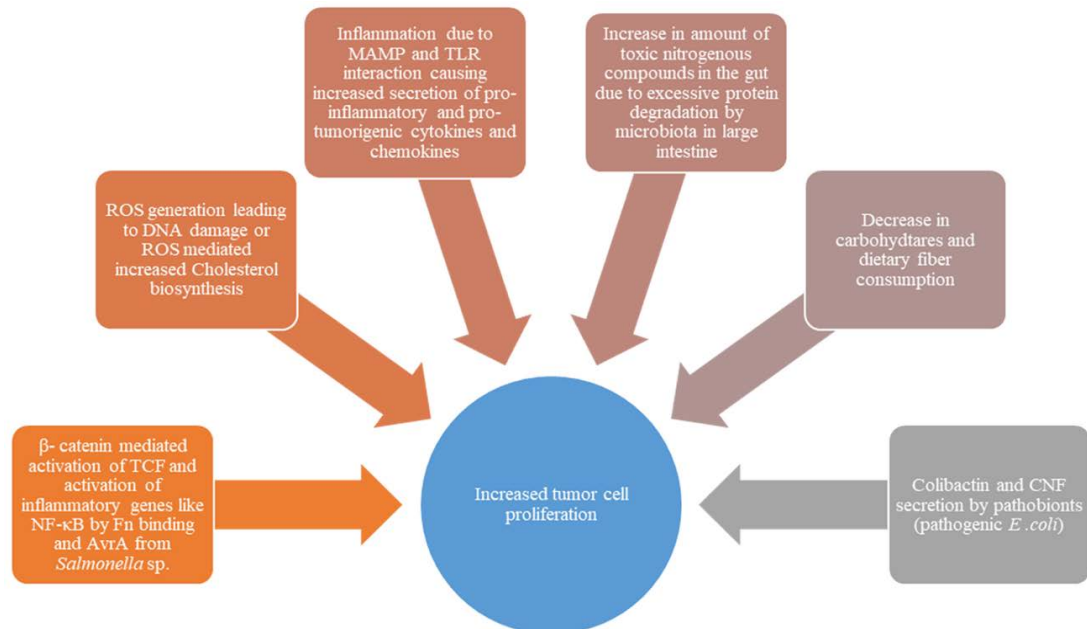 Inflammation due to
MAMP and TLR
interaction causing
increased secretion of pro-
inflammatory and pro-
tumorigenic cytokines and
chemokines
Increase in amount of
toxic nitrogenous
compounds in the gut
due to excessive protein
degradation by
microbiota in large
intestine
ROS generation leading
to DNA damage or
ROS mediated
increased Cholesterol
biosynthesis
Decrease in
carbohydtares and
dietary fiber
consumption
β- catenin mediated
activation of TCF and
activation of
inflammatory genes like
NF-κB by Fn binding
and AvrA from
Salmonella sp.
Increased tumor cell
proliferation
Colibactin and CNF
secretion by pathobionts
(pathogenic E .coli)